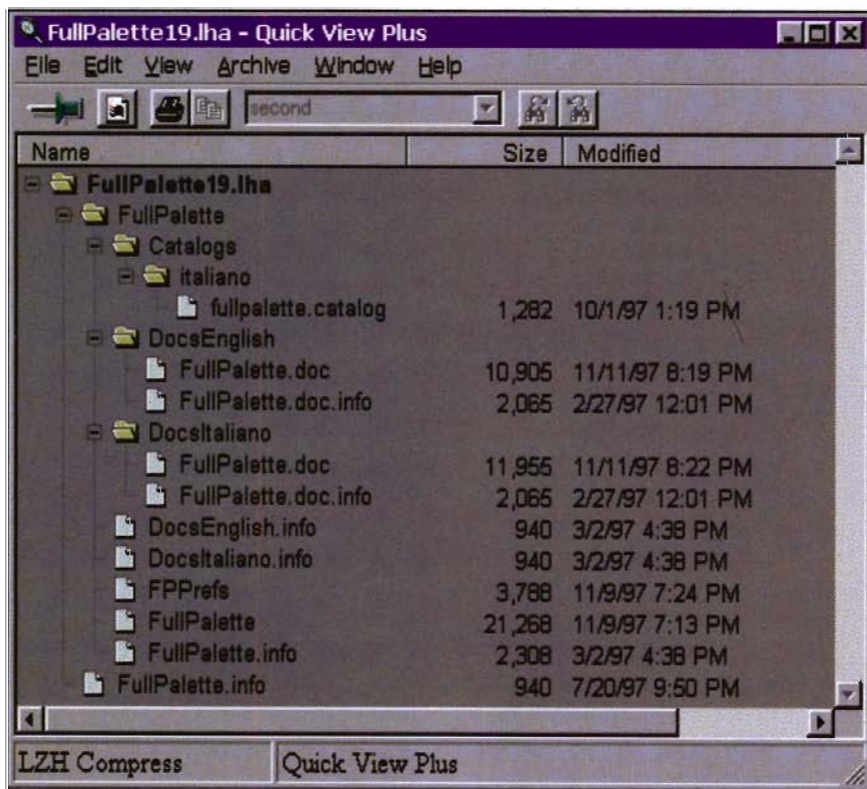 FullPalette19.lha - Quick View Plus
File Edit View Archive Window Help
second
Name Size Modified
FullPalette19.lha
FullPalette
Catalogs
italiano
fullpalette.catalog 1,282 10/1/97 1:19 PM
DocsEnglish
FullPalette.doc 10,905 11/11/97 8:19 PM
FullPalette.doc.info 2,065 2/27/97 12:01 PM
DocsItaliano
FullPalette.doc 11,955 11/11/97 8:22 PM
FullPalette.doc.info 2,065 2/27/97 12:01 PM
DocsEnglish.info 940 3/2/97 4:38 PM
DocsItaliano.info 940 3/2/97 4:38 PM
FPPrefs 3,788 11/9/97 7:24 PM
FullPalette 21,268 11/9/97 7:13 PM
FullPalette.info 2,308 3/2/97 4:38 PM
FullPalette.info 940 7/20/97 9:50 PM
LZH Compress Quick View Plus